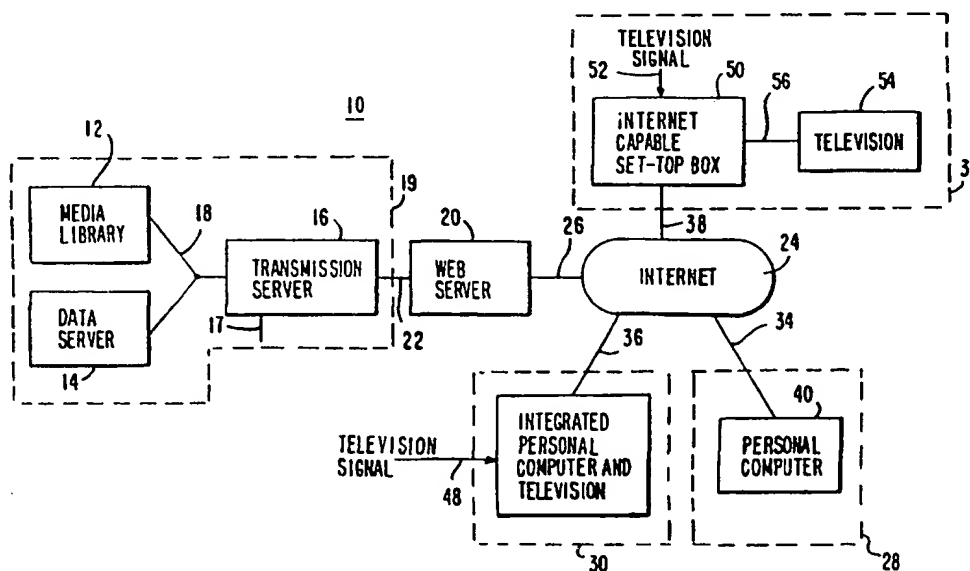 TELEVISION
SIGNAL
52
50
56
54
INTERNET
CAPABLE
SET-TOP BOX
TELEVISION
3
10
12
MEDIA
LIBRARY
18
16
19
TRANSMISSION
SERVER
17
DATA
SERVER
14
20
WEB
SERVER
22
26
38
INTERNET
24
36
34
TELEVISION
SIGNAL
48
INTEGRATED
PERSONAL
COMPUTER AND
TELEVISION
30
40
PERSONAL
COMPUTER
28